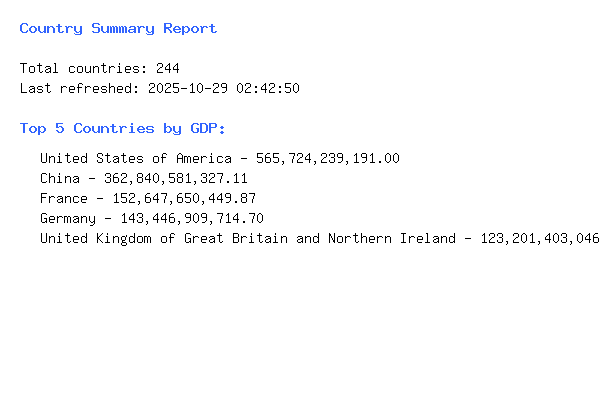 Country Summary Report
Total countries: 244
Last refreshed: 2025-10-29 02:42:50
Top 5 Countries by GDP:
United States of America - 565,724,239,191.00
China - 362,840,581,327.11
France - 152,647,650,449.87
Germany - 143,446,909,714.70
United Kingdom of Great Britain and Northern Ireland - 123,201,403,046